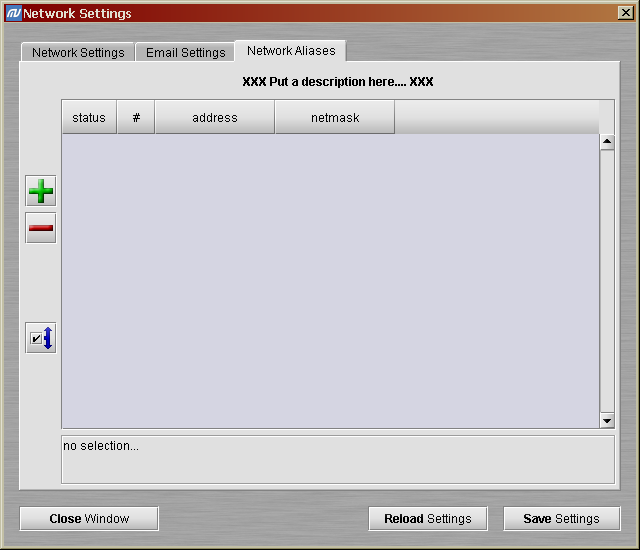 Network Settings
Network Settings Email Settings Network Aliases
XXX Put a description here.... XXX
status # address netmask
no selection...
Close Window Reload Settings Save Settings